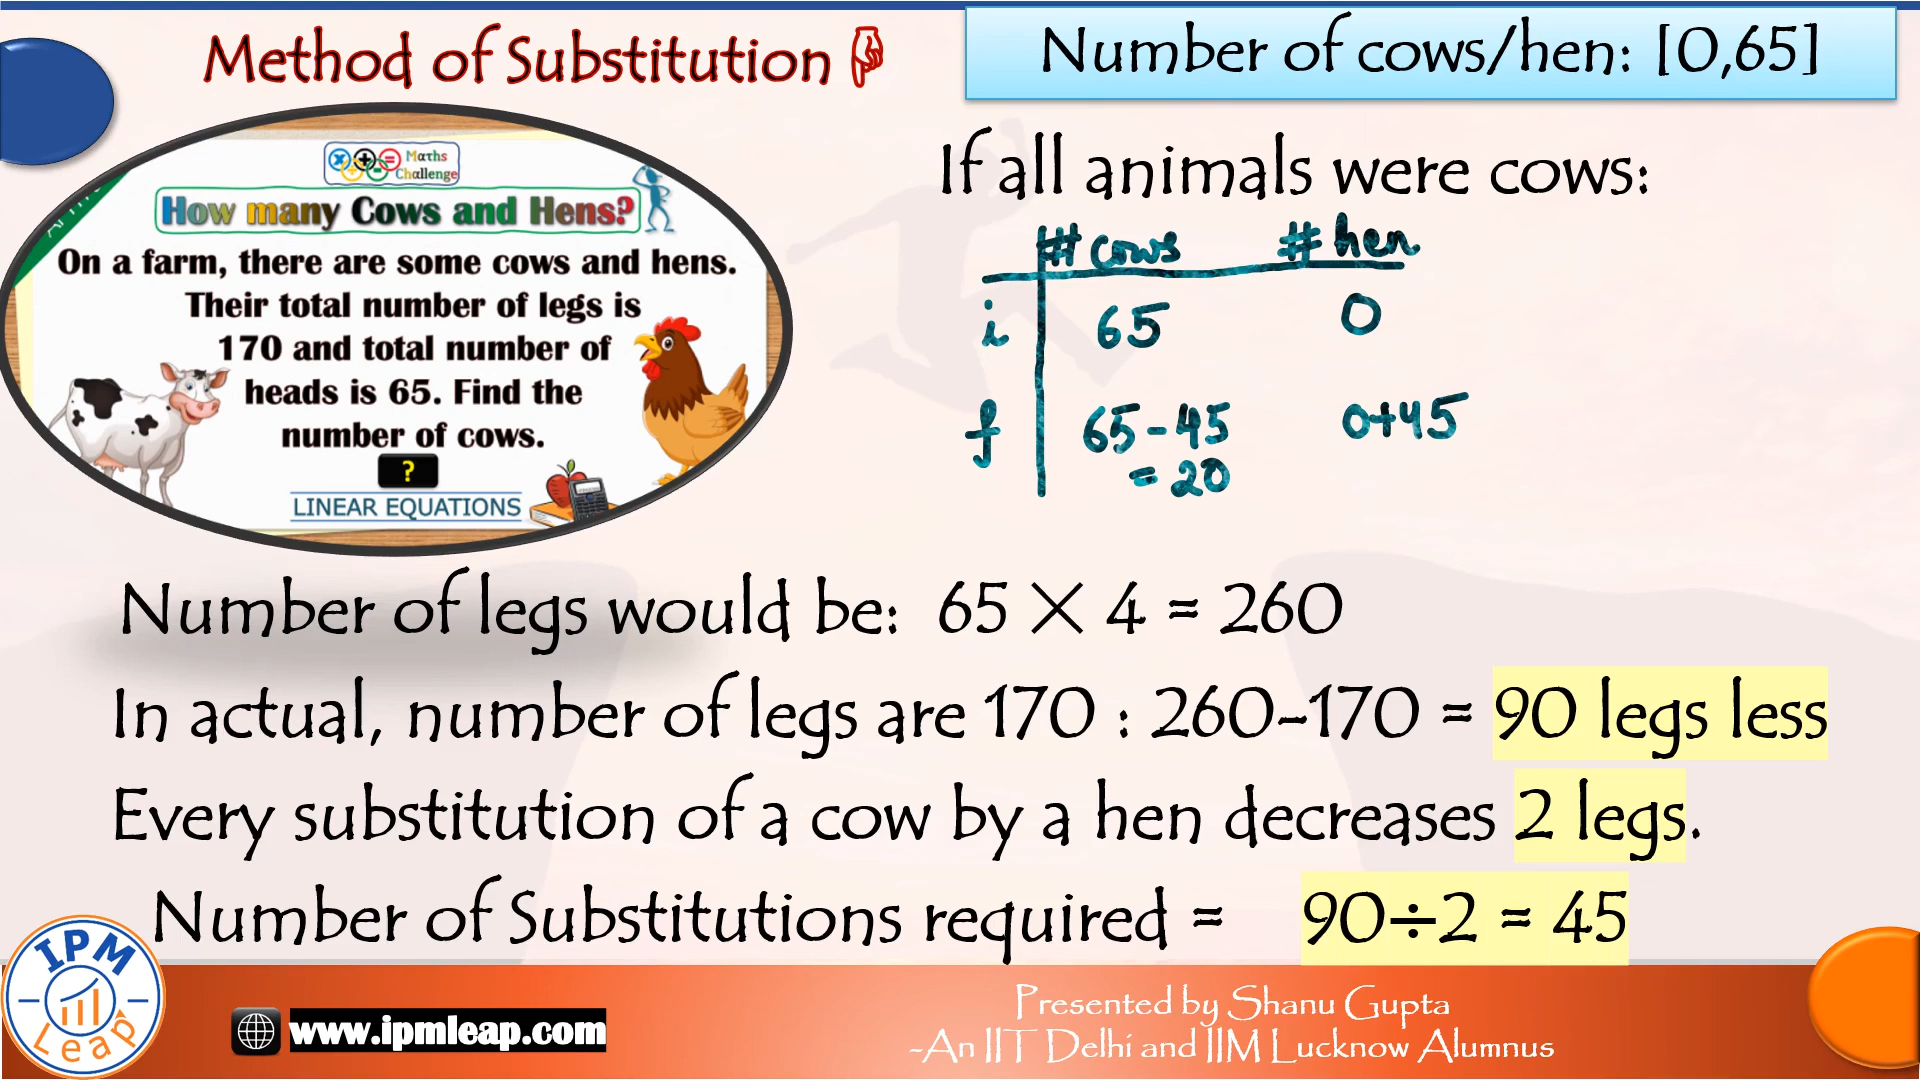 Method of Substitution
Number of cows/hen: [0,65]
Maths
Challenge
How many Cows and Hens?
On a farm, there are some cows and hens.
Their total number of legs is
170 and total number of
heads is 65. Find the
number of cows.
?
LINEAR EQUATIONS
If all animals were cows:
# cows # hen
i 65 0
f 65-45 0+45
= 20
Number of legs would be: 65 × 4 = 260
In actual, number of legs are 170 : 260-170 = 90 legs less
Every substitution of a cow by a hen decreases 2 legs.
Number of Substitutions required = 90÷2 = 45
IPM
Leap
www.ipmleap.com
Presented by Shanu Gupta
-An IIT Delhi and IIM Lucknow Alumnus